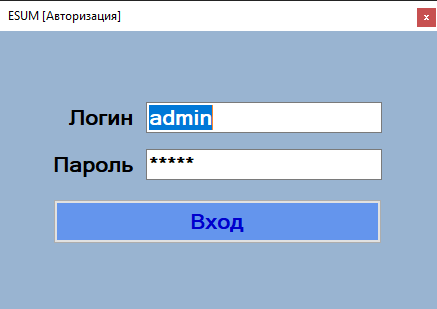 ESUM [Авторизация]
x
Логин admin
Пароль *****
Вход